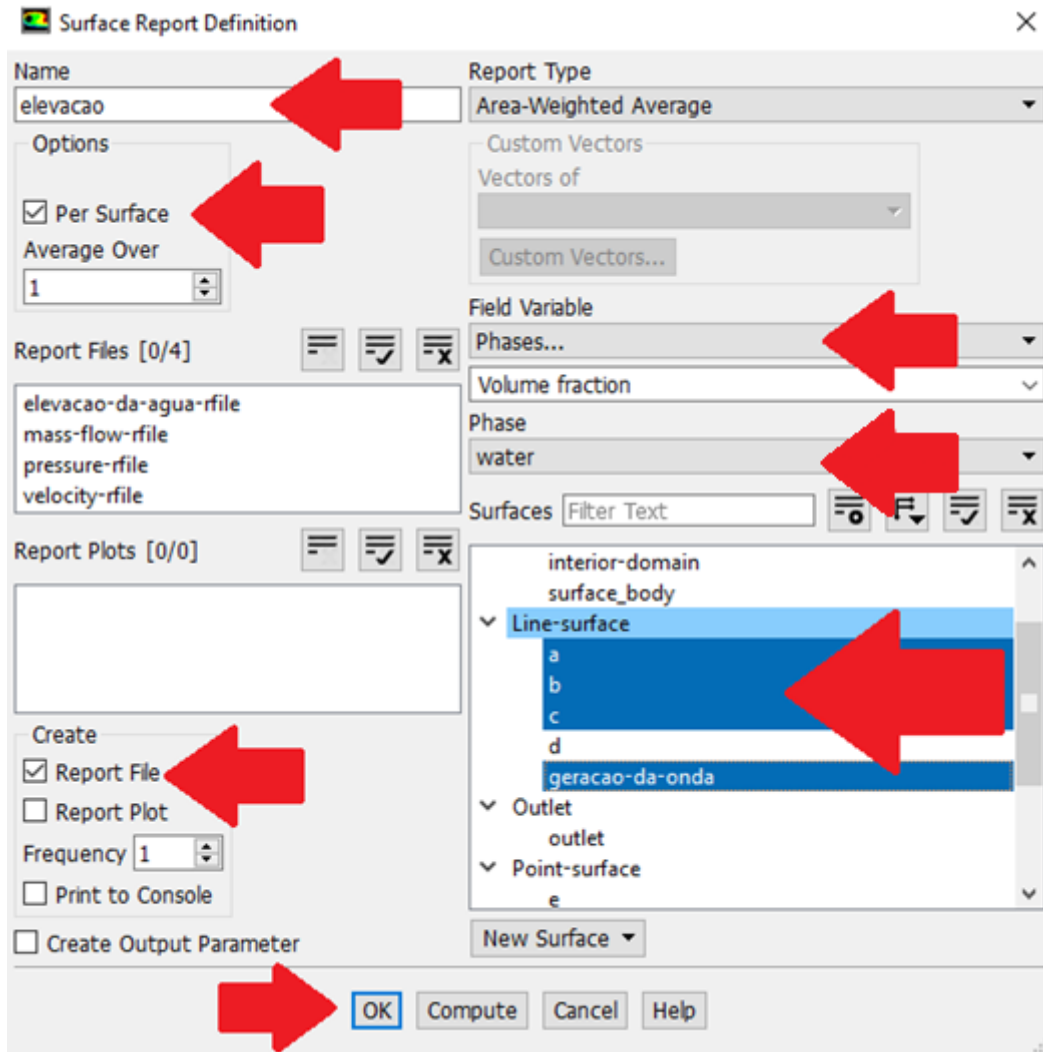 Surface Report Definition
Name
elevacao
Options
Per Surface
Average Over
1
Report Files [0/4]
elevacao-da-agua-rfile
mass-flow-rfile
pressure-rfile
velocity-rfile
Report Plots [0/0]
Create
Report File
Report Plot
Frequency 1
Print to Console
Create Output Parameter
Report Type
Area-Weighted Average
Custom Vectors
Vectors of
Custom Vectors...
Field Variable
Phases...
Volume fraction
Phase
water
Surfaces Filter Text
interior-domain
surface_body
Line-surface
a
b
c
d
geracao-da-onda
Outlet
outlet
Point-surface
e
New Surface
OK Compute Cancel Help